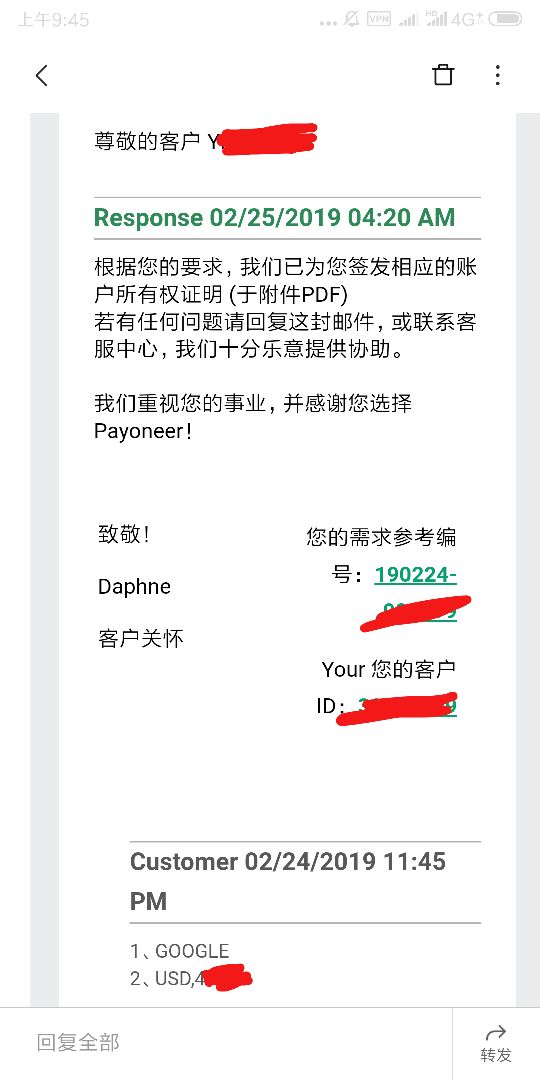 上午9:45
VPN
HD 4G+
尊敬的客户 Y
Response 02/25/2019 04:20 AM
根据您的要求，我们已为您签发相应的账
户所有权证明 (于附件PDF)
若有任何问题请回复这封邮件，或联系客
服中心，我们十分乐意提供协助。
我们重视您的事业，并感谢您选择
Payoneer！
致敬！
Daphne
客户关怀
您的需求参考编
号：190224-
Your 您的客户
ID：
Customer 02/24/2019 11:45
PM
1、GOOGLE
2、USD,4
回复全部
转发